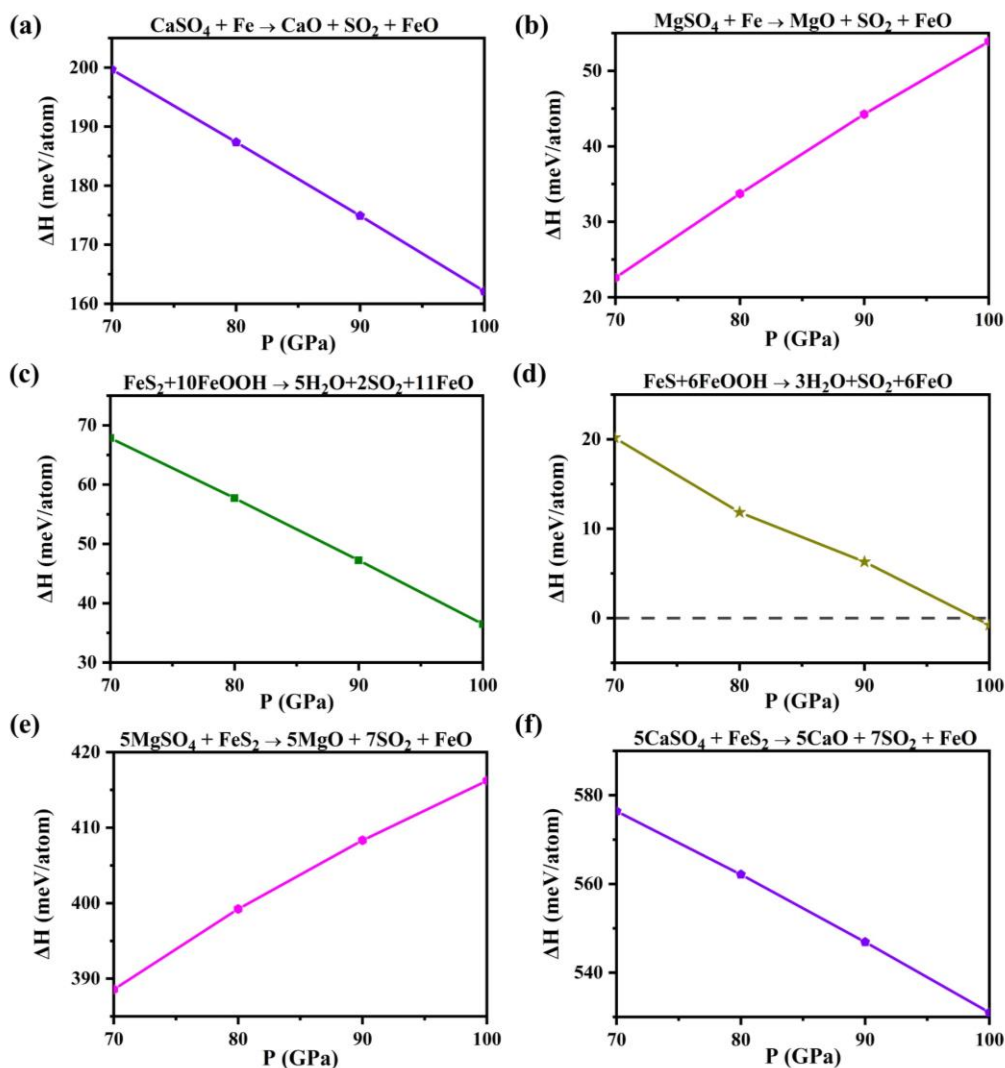 (a)
CaSO₄ + Fe → CaO + SO₂ + FeO
200
190
180
170
160
ΔH (meV/atom)
70 80 90 100
P (GPa)
(b)
MgSO₄ + Fe → MgO + SO₂ + FeO
50
40
30
20
ΔH (meV/atom)
70 80 90 100
P (GPa)
(c)
FeS₂+10FeOOH → 5H₂O+2SO₂+11FeO
70
60
50
40
30
ΔH (meV/atom)
70 80 90 100
P (GPa)
(d)
FeS+6FeOOH → 3H₂O+SO₂+6FeO
20
10
0
ΔH (meV/atom)
70 80 90 100
P (GPa)
(e)
5MgSO₄ + FeS₂ → 5MgO + 7SO₂ + FeO
420
410
400
390
ΔH (meV/atom)
70 80 90 100
P (GPa)
(f)
5CaSO₄ + FeS₂ → 5CaO + 7SO₂ + FeO
580
560
540
ΔH (meV/atom)
70 80 90 100
P (GPa)